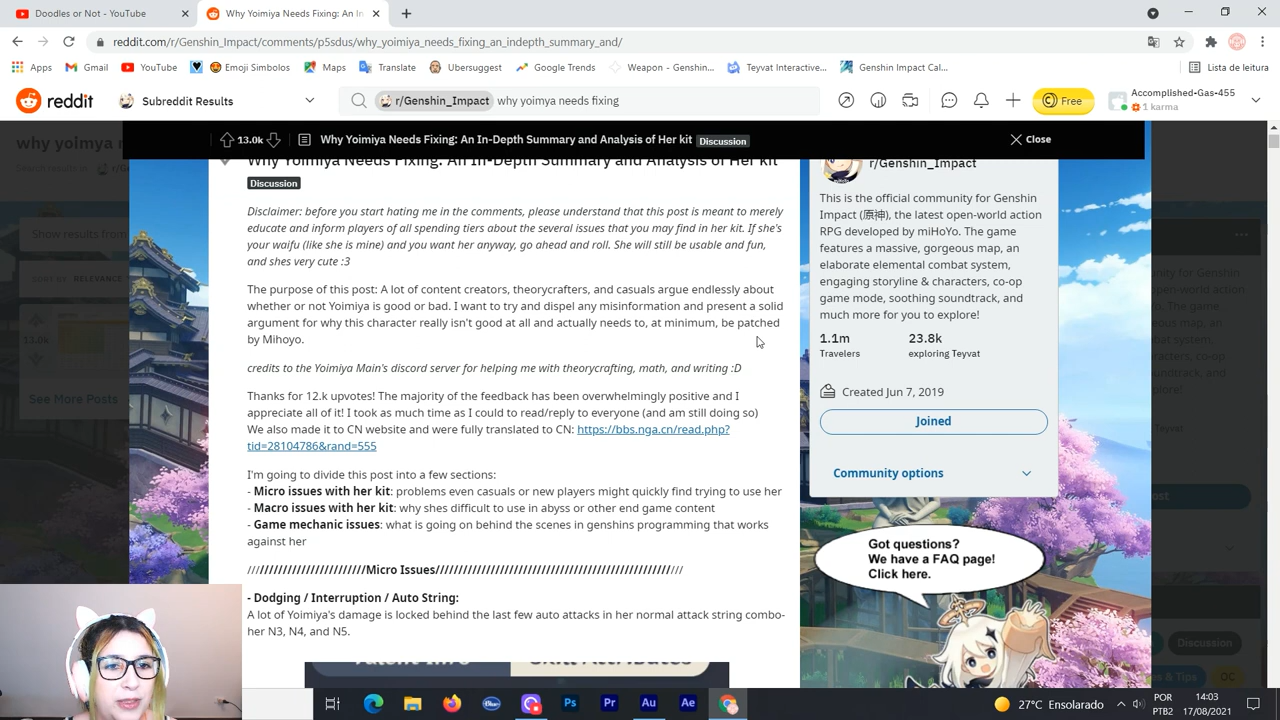 Doodles or Not - YouTube
Why Yoimiya Needs Fixing: An In
reddit.com/r/Genshin_Impact/comments/p5sdus/why_yoimiya_needs_fixing_an_indepth_summary_and/
Apps Gmail YouTube Emoji Simbolos Maps Translate Ubersuggest Google Trends Weapon - Genshin... Teyvat Interactive... Genshin Impact Cal... Lista de leitura
reddit Subreddit Results r/Genshin_Impact why yoimya needs fixing Free Accomplished-Gas-455
1 karma
13.0k Why Yoimiya Needs Fixing: An In-Depth Summary and Analysis of Her kit Discussion Close
Why Yoimiya Needs Fixing: An In-Depth Summary and Analysis of Her kit
Discussion
Disclaimer: before you start hating me in the comments, please understand that this post is meant to merely
educate and inform players of all spending tiers about the several issues that you may find in her kit. If she's
your waifu (like she is mine) and you want her anyway, go ahead and roll. She will still be usable and fun,
and shes very cute :3
The purpose of this post: A lot of content creators, theorycrafters, and casuals argue endlessly about
whether or not Yoimiya is good or bad. I want to try and dispel any misinformation and present a solid
argument for why this character really isn't good at all and actually needs to, at minimum, be patched
by Mihoyo.
credits to the Yoimiya Main's discord server for helping me with theorycrafting, math, and writing :D
Thanks for 12.k upvotes! The majority of the feedback has been overwhelmingly positive and I
appreciate all of it! I took as much time as I could to read/reply to everyone (and am still doing so)
We also made it to CN website and were fully translated to CN: https://bbs.nga.cn/read.php?
tid=28104786&rand=555
I'm going to divide this post into a few sections:
- Micro issues with her kit: problems even casuals or new players might quickly find trying to use her
- Macro issues with her kit: why shes difficult to use in abyss or other end game content
- Game mechanic issues: what is going on behind the scenes in genshins programming that works
against her
//////////////////////////Micro Issues//////////////////////////////////////////////////
- Dodging / Interruption / Auto String:
A lot of Yoimiya's damage is locked behind the last few auto attacks in her normal attack string combo-
her N3, N4, and N5.
r/Genshin_Impact
This is the official community for Genshin
Impact (原神), the latest open-world action
RPG developed by miHoYo. The game
features a massive, gorgeous map, an
elaborate elemental combat system,
engaging storyline & characters, co-op
game mode, soothing soundtrack, and
much more for you to explore!
1.1m 23.8k
Travelers exploring Teyvat
Created Jun 7, 2019
Joined
Community options
Got questions?
We have a FAQ page!
Click here.
Show results from
RELEVANCE
13.0k
See More Posts
Discussion
& Tips OC
Ps Pr Au Ae
27°C Ensolarado
POR
PTB2
14:03
17/08/2021